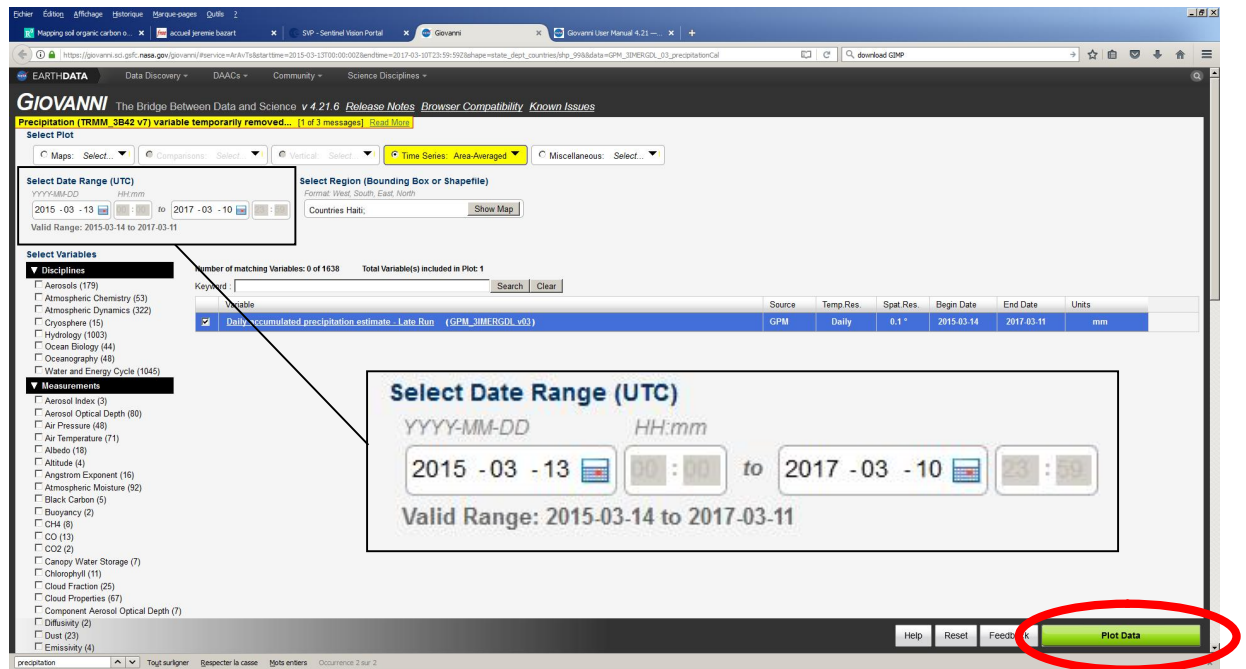 Fichier Édition Affichage Historique Marque-pages Outils ?
Mapping sol organic carbon o... × accueil jeremie bazart × SVP - Sentinel Vision Portal × Giovanni × Giovanni User Manual 4.21 —... × +
https://giovanni.sci.gsfc.nasa.gov/giovanni/#service=ArAvTs&starttime=2015-03-13T00:00:00Z&endtime=2017-03-10T23:59:59Z&shape=state_dept_countries/shp_99&&data=GPM_3IMERGDL_03_precipitationCal download GIMP
EARTHDATA Data Discovery DAACs Community Science Disciplines
GIOVANNI The Bridge Between Data and Science v 4.21.6 Release Notes Browser Compatibility Known Issues
Precipitation (TRMM_3B42 v7) variable temporarily removed... [1 of 3 messages] Read More
Select Plot
Maps: Select... Comparisons: Select... Vertical: Select... Time Series: Area-Averaged Miscellaneous: Select...
Select Date Range (UTC) Select Region (Bounding Box or Shapefile)
YYYY-MM-DD HH:mm Format: West, South, East, North
2015 - 03 - 13 00 : 00 to 2017 - 03 - 10 23 : 59 Countries Haiti; Show Map
Valid Range: 2015-03-14 to 2017-03-11
Select Variables
Disciplines
Aerosols (179)
Atmospheric Chemistry (53)
Atmospheric Dynamics (322)
Cryosphere (15)
Hydrology (1003)
Ocean Biology (44)
Oceanography (48)
Water and Energy Cycle (1045)
Measurements
Aerosol Index (3)
Aerosol Optical Depth (80)
Air Pressure (48)
Air Temperature (71)
Albedo (18)
Altitude (4)
Angstrom Exponent (16)
Atmospheric Moisture (92)
Black Carbon (5)
Buoyancy (2)
CH4 (8)
CO (13)
CO2 (2)
Canopy Water Storage (7)
Chlorophyll (11)
Cloud Fraction (25)
Cloud Properties (67)
Component Aerosol Optical Depth (7)
Diffusivity (2)
Dust (23)
Emissivity (4)
Number of matching Variables: 0 of 1638 Total Variable(s) included in Plot: 1
Keyword : Search Clear
Variable Source Temp.Res. Spat.Res. Begin Date End Date Units
Daily accumulated precipitation estimate - Late Run (GPM_3IMERGDL v03) GPM Daily 0.1 ° 2015-03-14 2017-03-11 mm
Select Date Range (UTC)
YYYY-MM-DD HH:mm
2015 - 03 - 13 00 : 00 to 2017 - 03 - 10 23 : 59
Valid Range: 2015-03-14 to 2017-03-11
Help Reset Feedback Plot Data
precipitation Tout surligner Respecter la casse Mots entiers Occurrence 2 sur 2